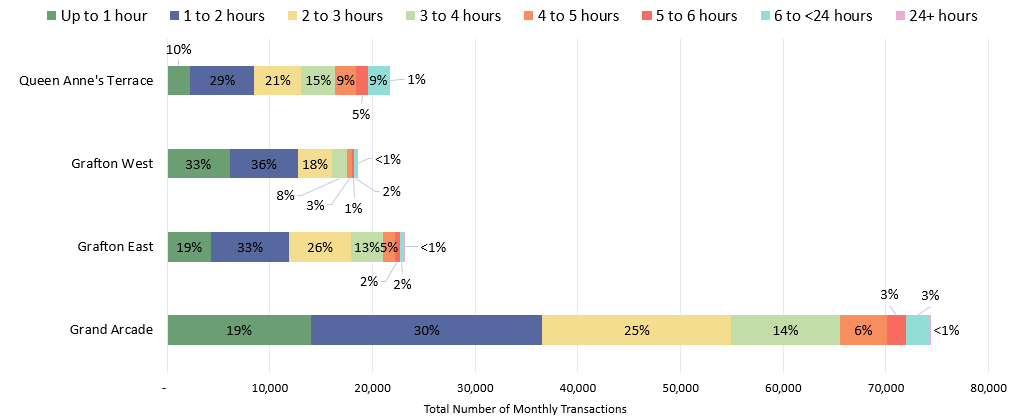 Up to 1 hour 1 to 2 hours 2 to 3 hours 3 to 4 hours 4 to 5 hours 5 to 6 hours 6 to <24 hours 24+ hours
10%
Queen Anne's Terrace 29% 21% 15% 9% 9% 1%
5%
Grafton West 33% 36% 18% <1%
8% 3% 1% 2%
Grafton East 19% 33% 26% 13% 5% <1%
2% 2%
3% 3%
Grand Arcade 19% 30% 25% 14% 6% <1%
- 10,000 20,000 30,000 40,000 50,000 60,000 70,000 80,000
Total Number of Monthly Transactions